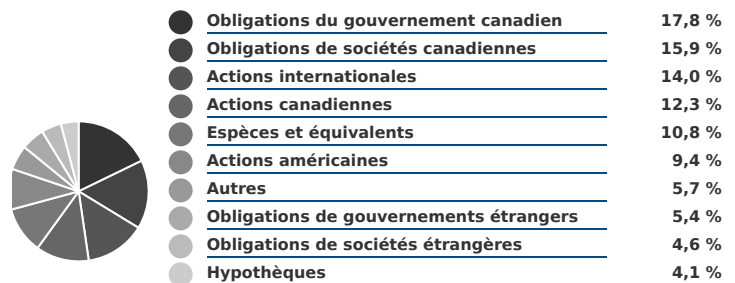 Obligations du gouvernement canadien 17,8 %
Obligations de sociétés canadiennes 15,9 %
Actions internationales 14,0 %
Actions canadiennes 12,3 %
Espèces et équivalents 10,8 %
Actions américaines 9,4 %
Autres 5,7 %
Obligations de gouvernements étrangers 5,4 %
Obligations de sociétés étrangères 4,6 %
Hypothèques 4,1 %